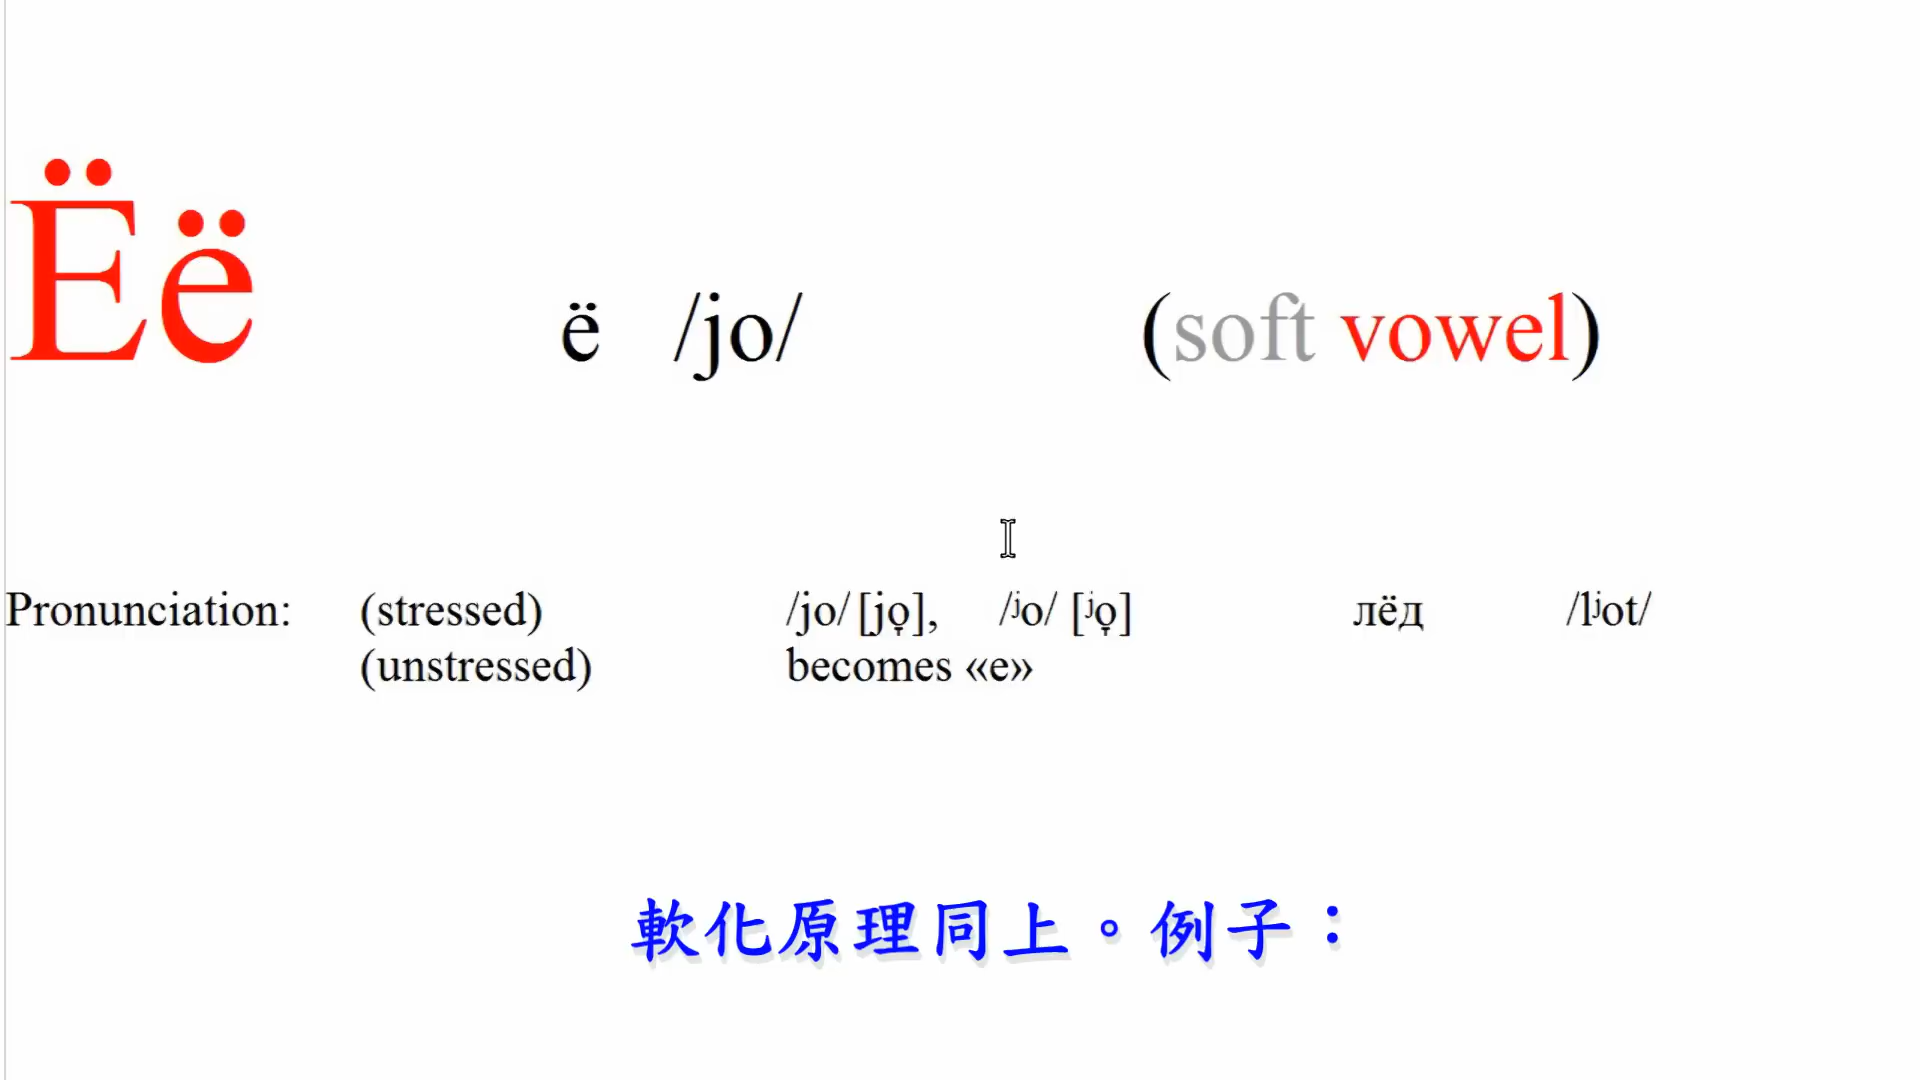 Ёё ё /jo/ (soft vowel)
Pronunciation: (stressed) /jo/ [jo̞], /ʲo/ [ʲo̞] лёд /lʲot/
(unstressed) becomes «е»
軟化原理同上。例子：